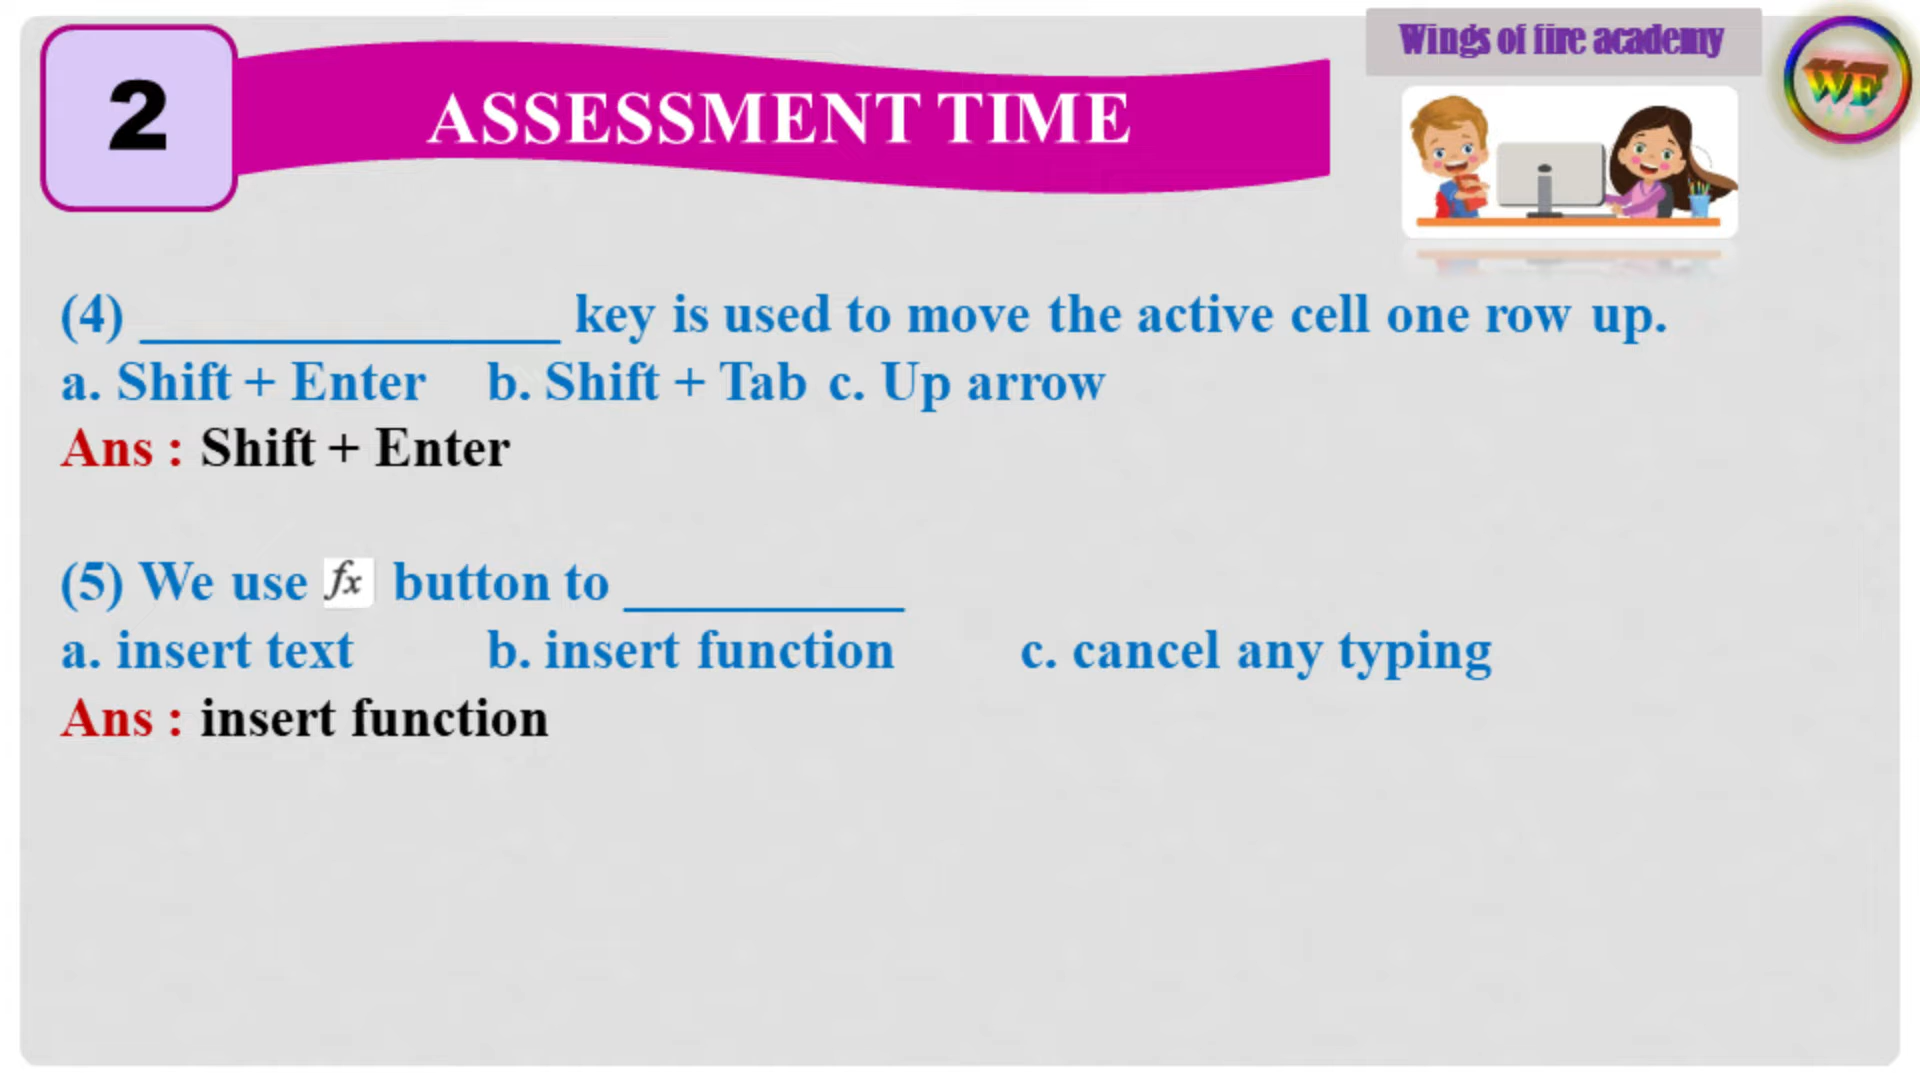 Wings of fire academy
WE
2
ASSESSMENT TIME
(4) _______________ key is used to move the active cell one row up.
a. Shift + Enter b. Shift + Tab c. Up arrow
Ans : Shift + Enter
(5) We use fx button to __________
a. insert text b. insert function c. cancel any typing
Ans : insert function